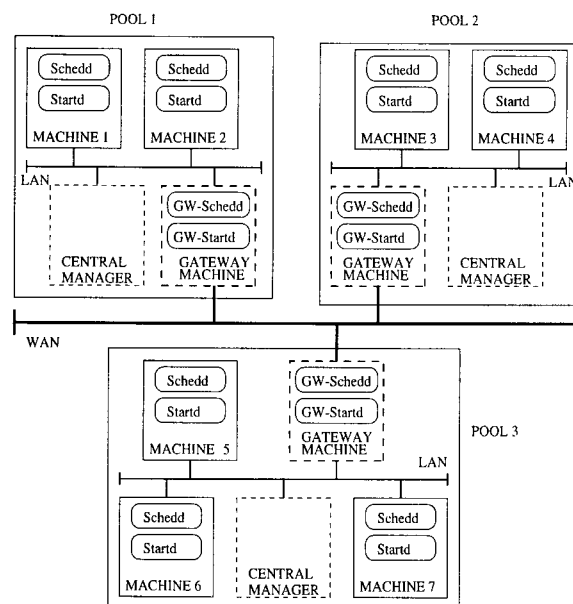 POOL 1
POOL 2
Schedd
Startd
MACHINE 1
Schedd
Startd
MACHINE 2
Schedd
Startd
MACHINE 3
Schedd
Startd
MACHINE 4
LAN
LAN
CENTRAL
MANAGER
GW-Schedd
GW-Startd
GATEWAY
MACHINE
GW-Schedd
GW-Startd
GATEWAY
MACHINE
CENTRAL
MANAGER
WAN
Schedd
Startd
MACHINE 5
GW-Schedd
GW-Startd
GATEWAY
MACHINE
POOL 3
LAN
Schedd
Startd
MACHINE 6
CENTRAL
MANAGER
Schedd
Startd
MACHINE 7